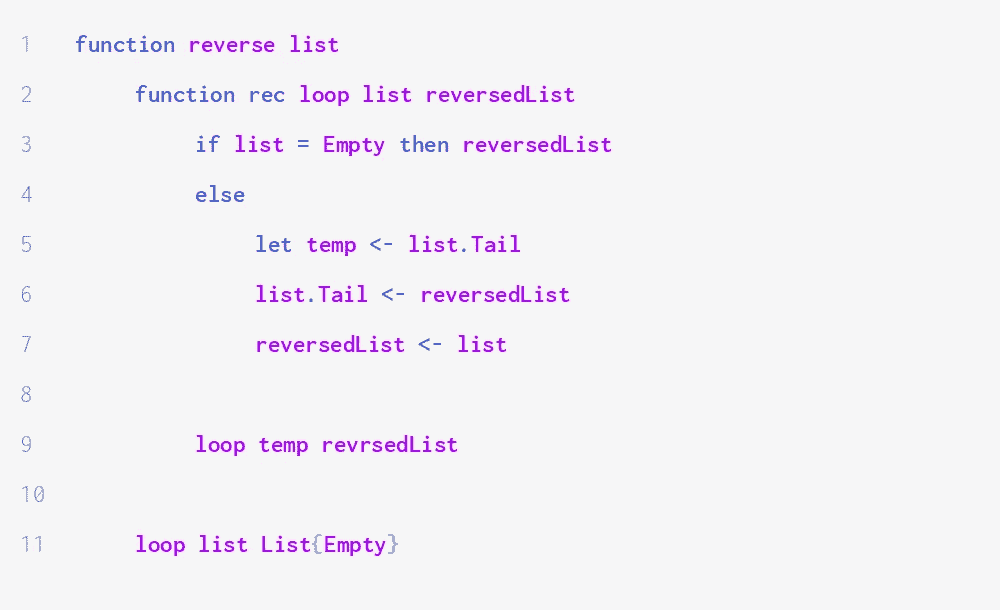 1 function reverse list
2 function rec loop list reversedList
3 if list = Empty then reversedList
4 else
5 let temp <- list.Tail
6 list.Tail <- reversedList
7 reversedList <- list
8
9 loop temp revrsedList
10
11 loop list List{Empty}